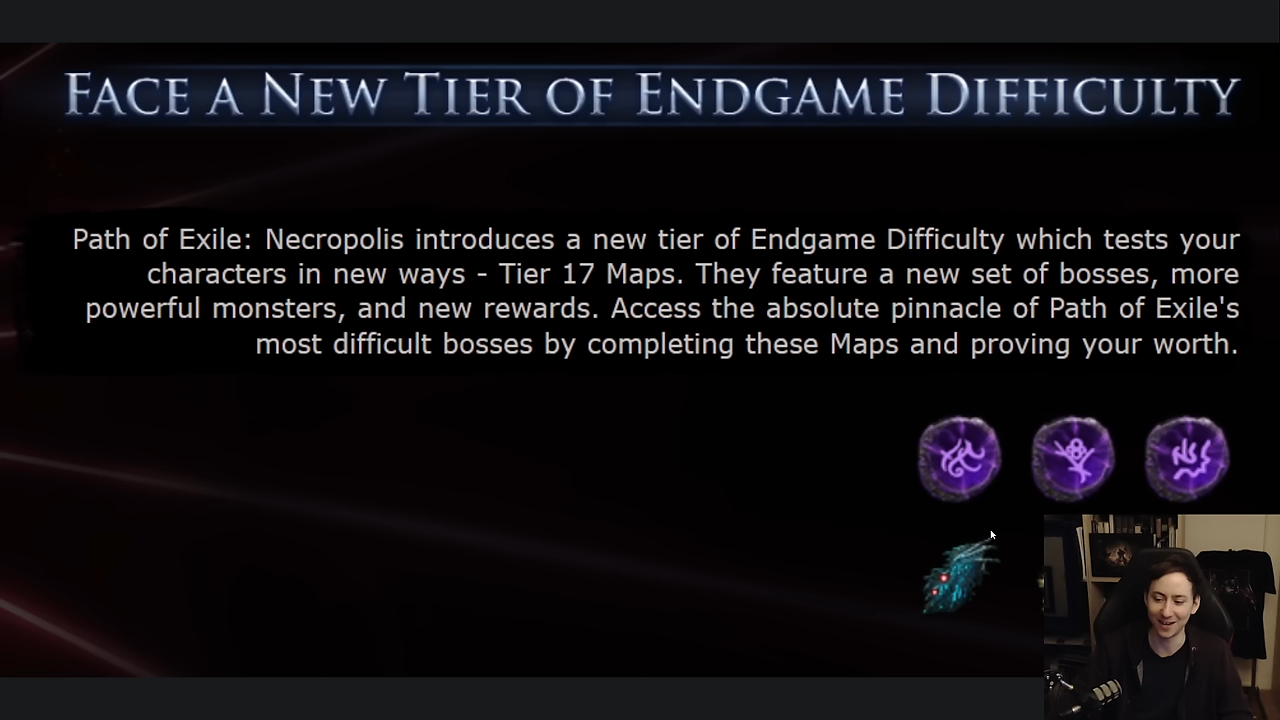 FACE A NEW TIER OF ENDGAME DIFFICULTY
Path of Exile: Necropolis introduces a new tier of Endgame Difficulty which tests your
characters in new ways - Tier 17 Maps. They feature a new set of bosses, more
powerful monsters, and new rewards. Access the absolute pinnacle of Path of Exile's
most difficult bosses by completing these Maps and proving your worth.